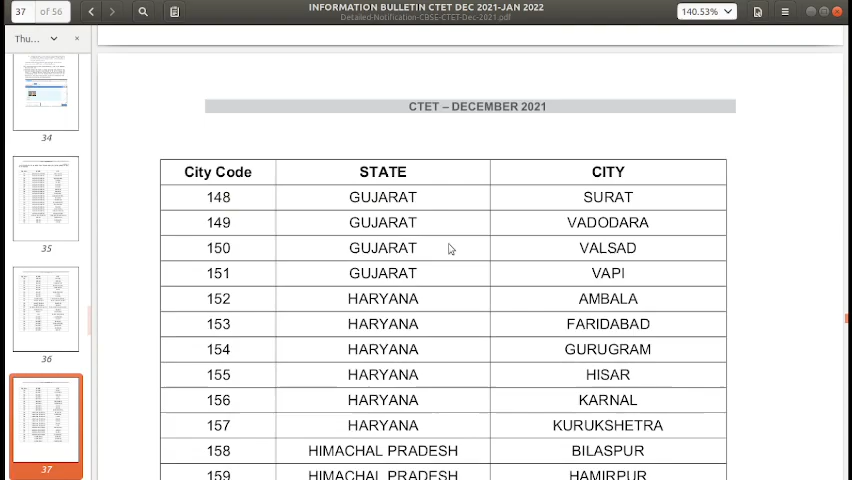 37 of 56
INFORMATION BULLETIN CTET DEC 2021-JAN 2022
Detailed-Notification-CBSE-CTET-Dec-2021.pdf
140.53%
Thu...
34
35
36
37
CTET – DECEMBER 2021
City Code STATE CITY
148 GUJARAT SURAT
149 GUJARAT VADODARA
150 GUJARAT VALSAD
151 GUJARAT VAPI
152 HARYANA AMBALA
153 HARYANA FARIDABAD
154 HARYANA GURUGRAM
155 HARYANA HISAR
156 HARYANA KARNAL
157 HARYANA KURUKSHETRA
158 HIMACHAL PRADESH BILASPUR
159 HIMACHAL PRADESH HAMIRPUR